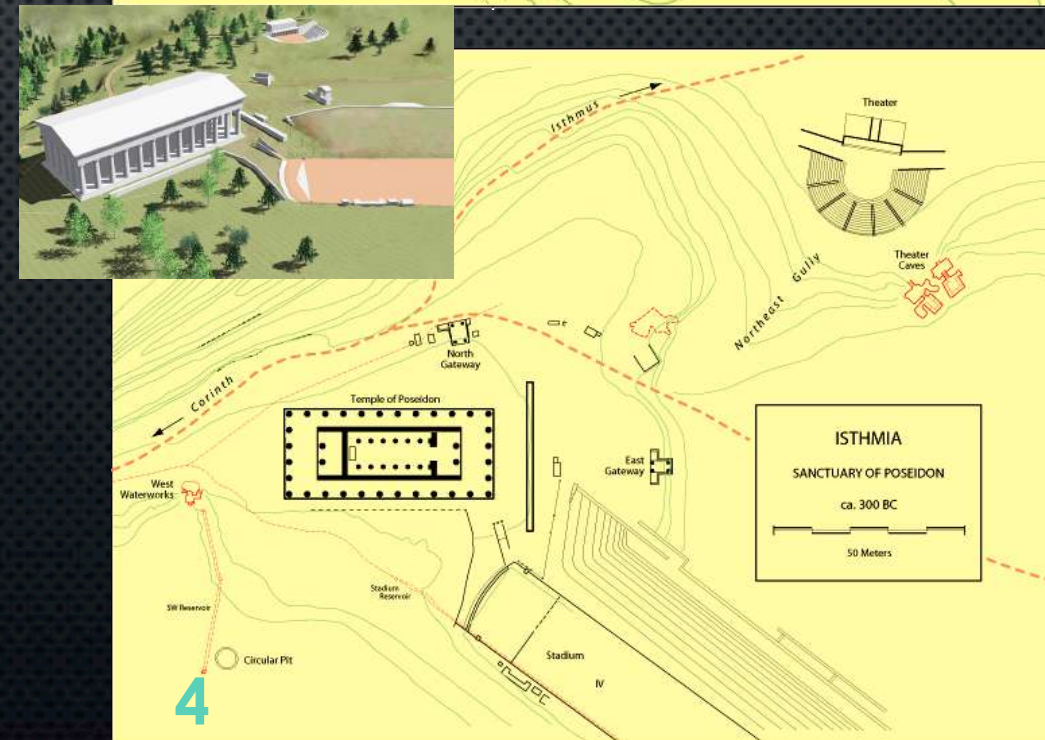 Isthmus
Theater
Theater
Caves
Northeast Gully
North
Gateway
Corinth
Temple of Poseidon
East
Gateway
West
Waterworks
ISTHMIA
SANCTUARY OF POSEIDON
ca. 300 BC
50 Meters
Stadium
Reservoir
SW Reservoir
Circular Pit
Stadium
IV
4